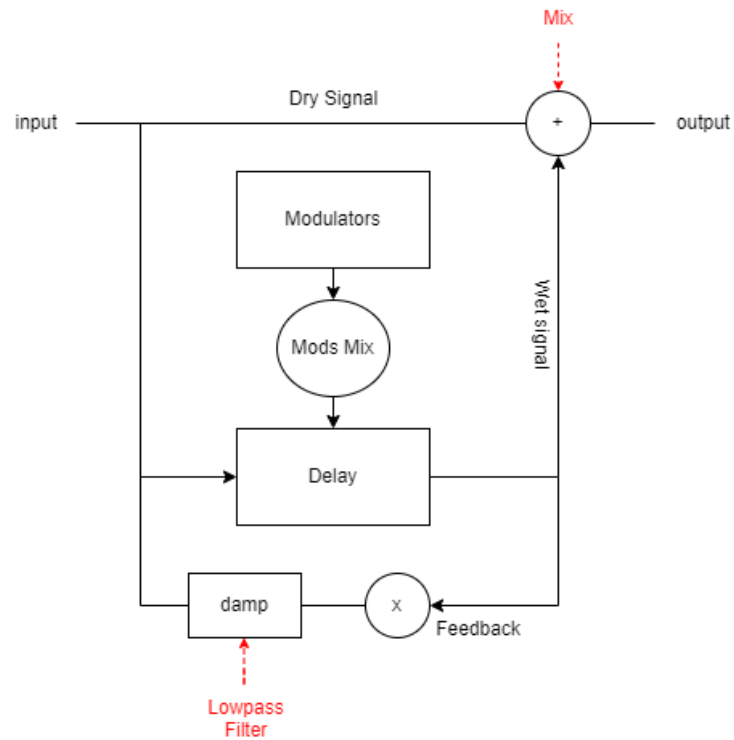 Mix
Dry Signal
input
+
output
Modulators
Wet signal
Mods Mix
Delay
damp
x
Feedback
Lowpass
Filter